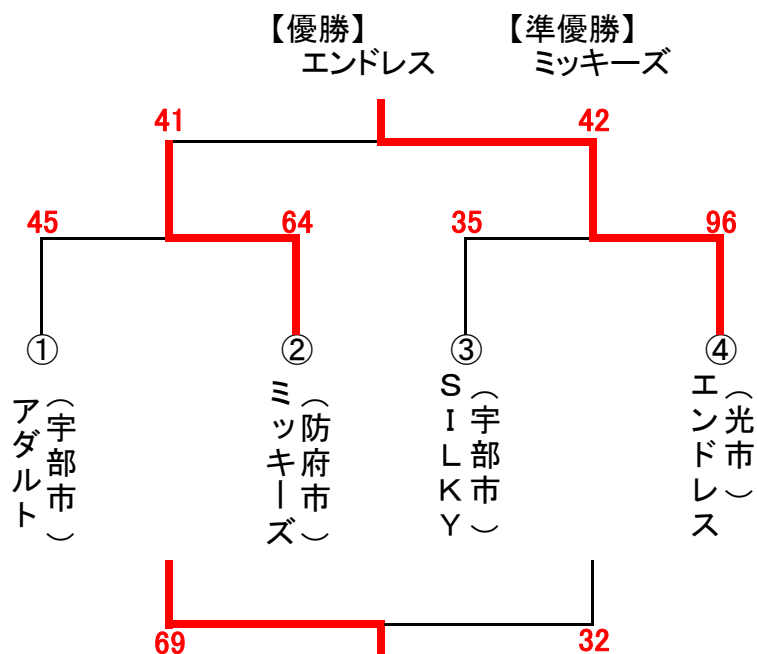 【優勝】
エンドレス
【準優勝】
ミッキーズ
41
42
45
64
35
96
①
②
③
④
アダルト
（宇部市）
ミッキーズ
（防府市）
ＳＩＬＫＹ
（宇部市）
エンドレス
（光市）
69
32